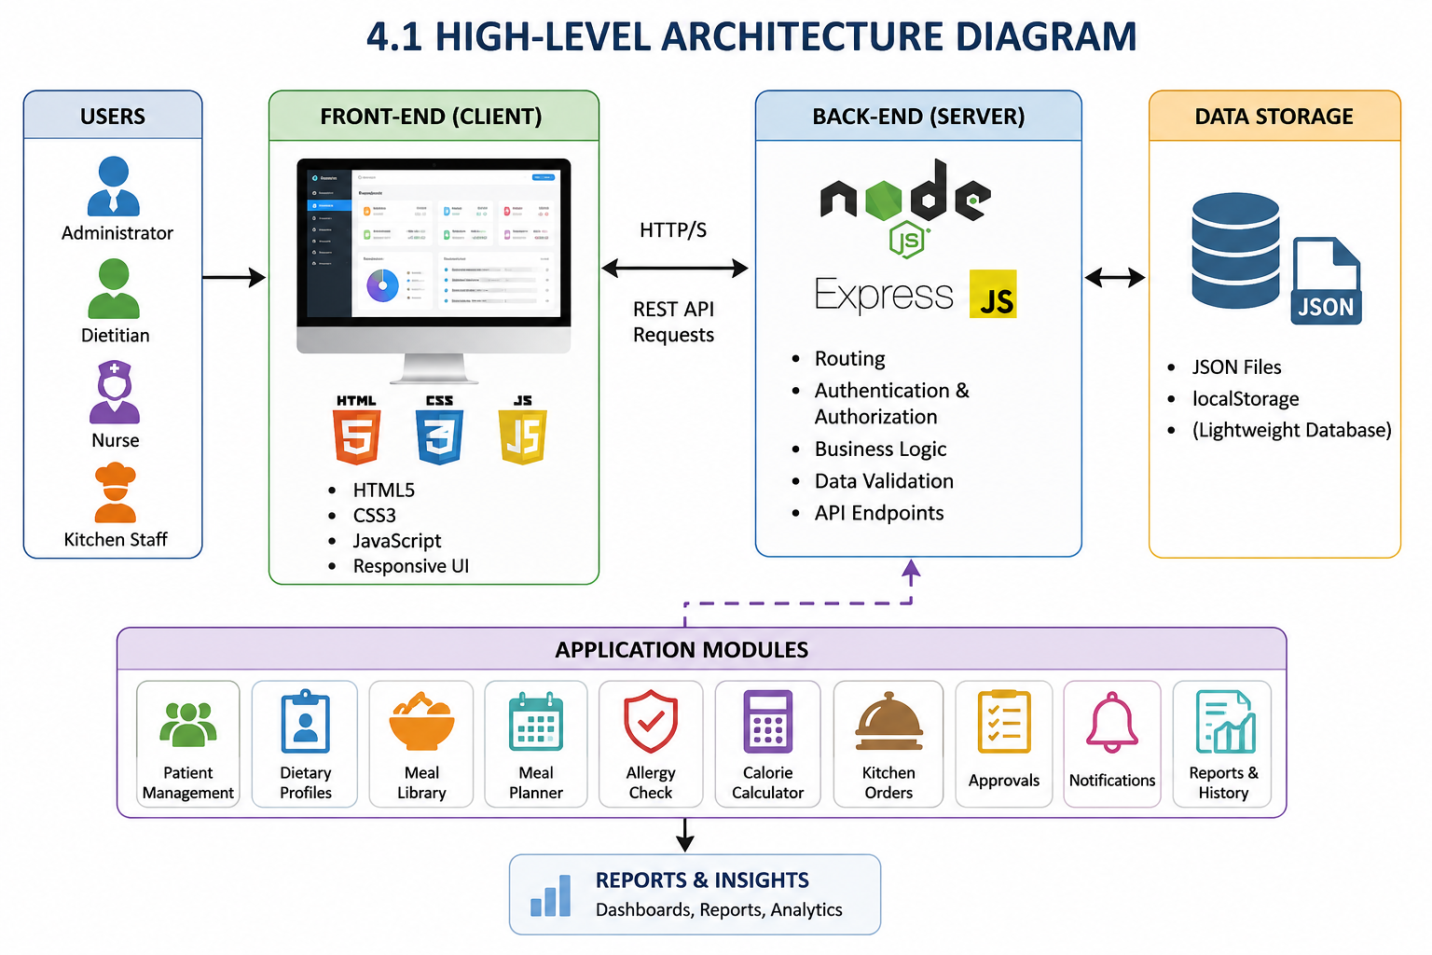 4.1 HIGH-LEVEL ARCHITECTURE DIAGRAM
USERS
Administrator
Dietitian
Nurse
Kitchen Staff
FRONT-END (CLIENT)
HTML
5
CSS
3
JS
JS
• HTML5
• CSS3
• JavaScript
• Responsive UI
HTTP/S
REST API
Requests
BACK-END (SERVER)
node
JS
Express
JS
• Routing
• Authentication &
Authorization
• Business Logic
• Data Validation
• API Endpoints
DATA STORAGE
JSON
• JSON Files
• localStorage
• (Lightweight Database)
APPLICATION MODULES
Patient
Management
Dietary
Profiles
Meal
Library
Meal
Planner
Allergy
Check
Calorie
Calculator
Kitchen
Orders
Approvals
Notifications
Reports &
History
REPORTS & INSIGHTS
Dashboards, Reports, Analytics